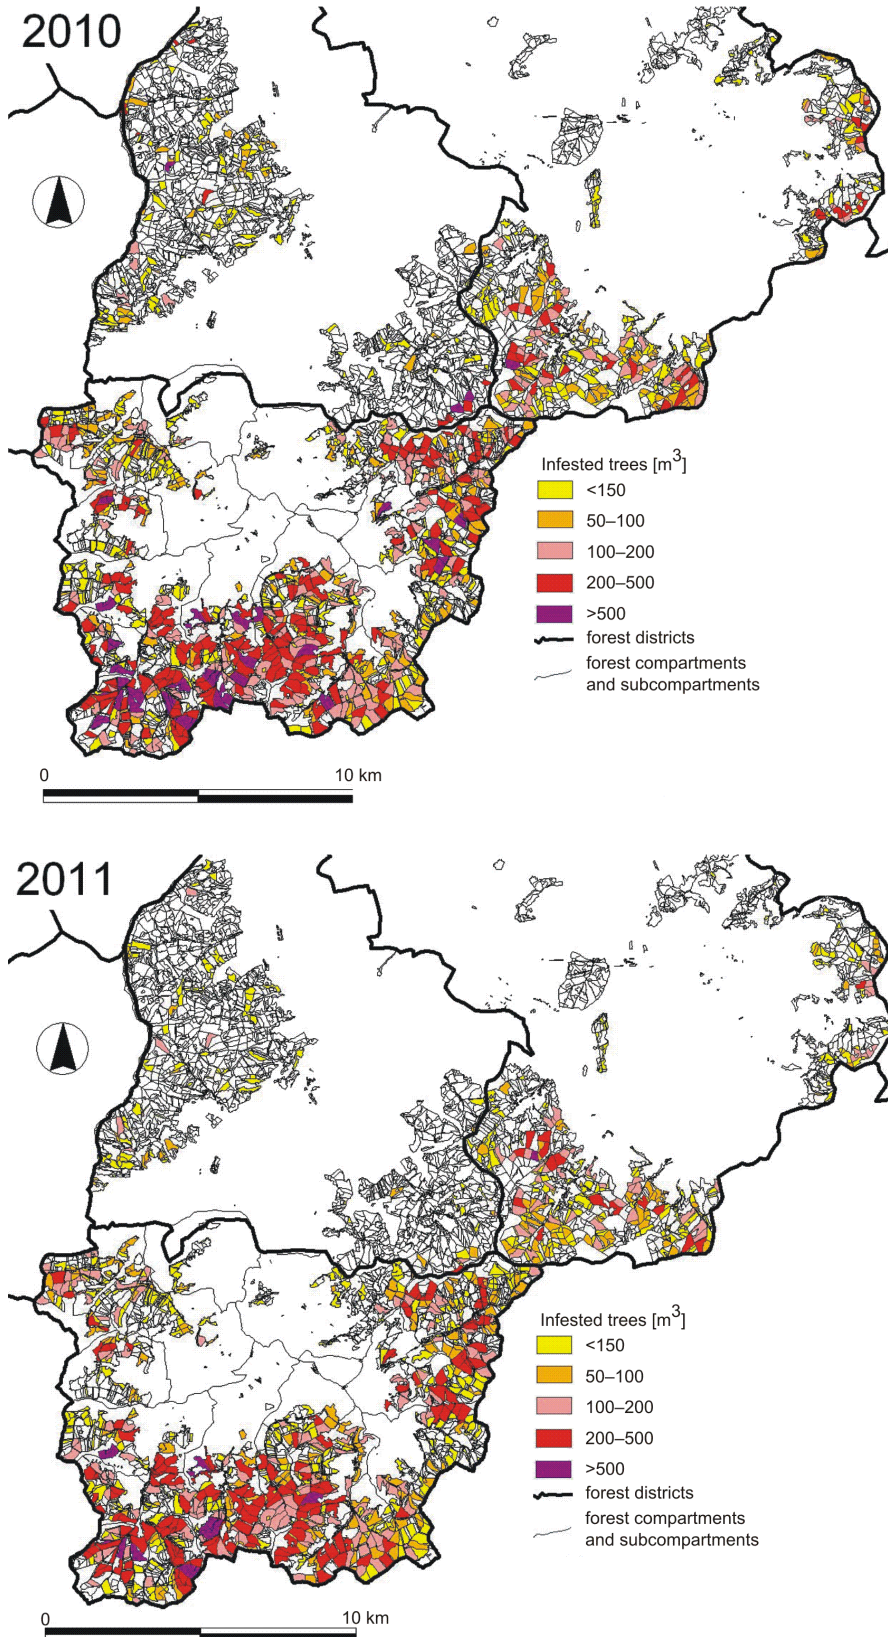 2010
Infested trees [m³]
<150
50–100
100–200
200–500
>500
forest districts
forest compartments
and subcompartments
0 10 km
2011
Infested trees [m³]
<150
50–100
100–200
200–500
>500
forest districts
forest compartments
and subcompartments
0 10 km